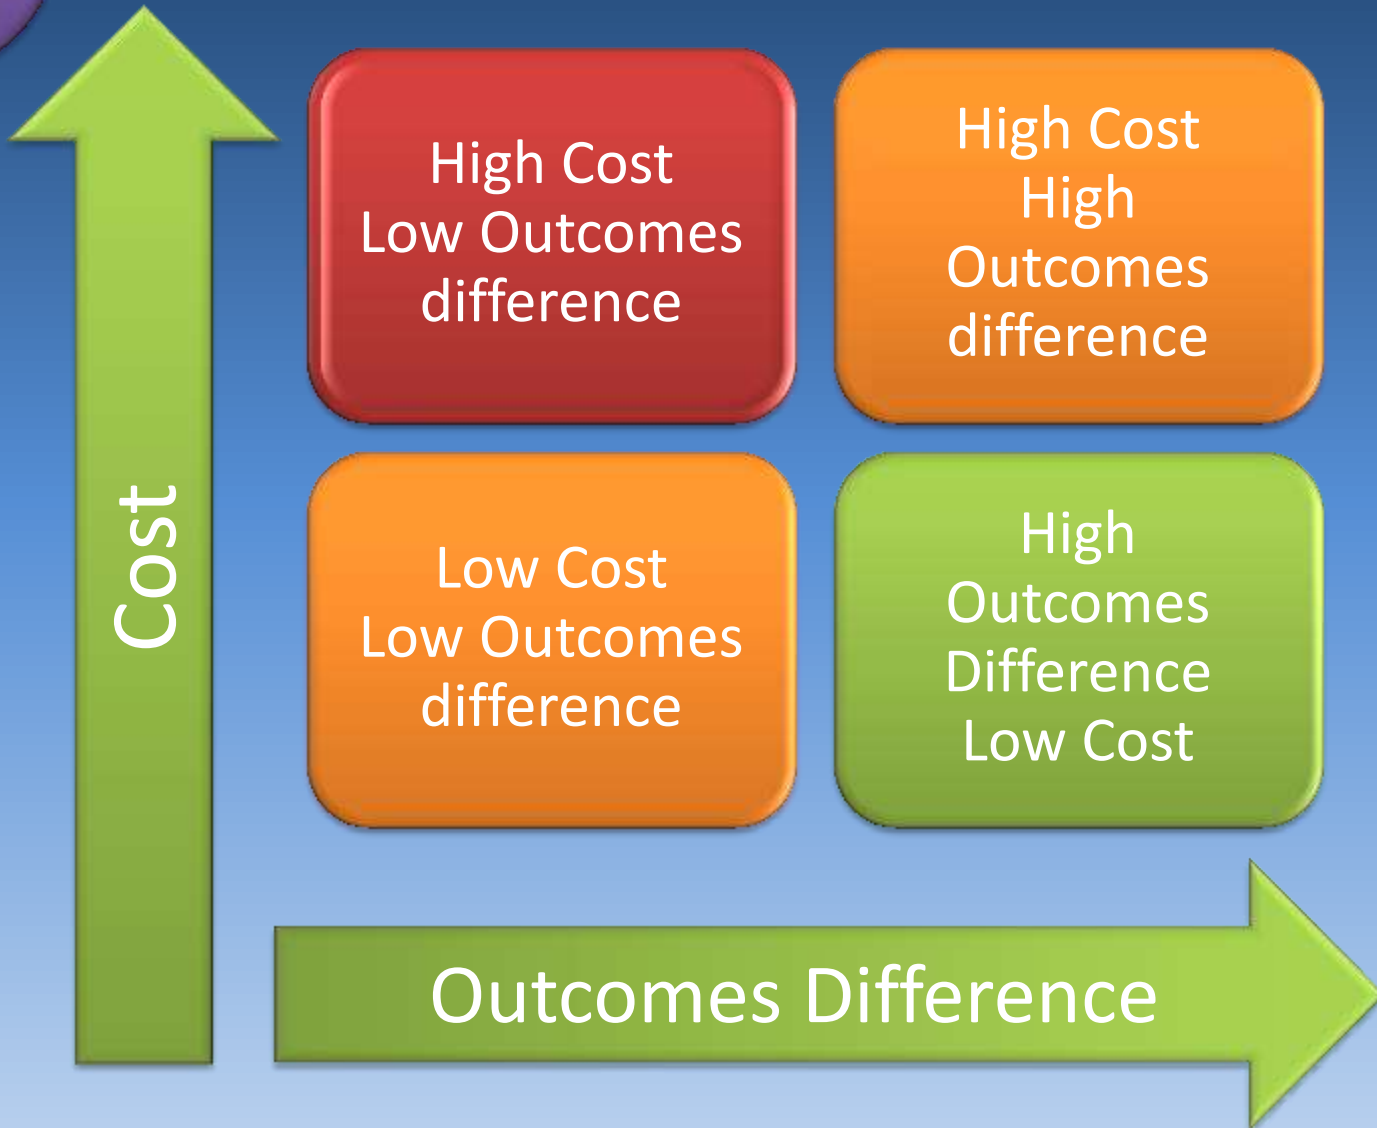 High Cost
Low Outcomes
difference
High Cost
High
Outcomes
difference
Cost
Low Cost
Low Outcomes
difference
High
Outcomes
Difference
Low Cost
Outcomes Difference